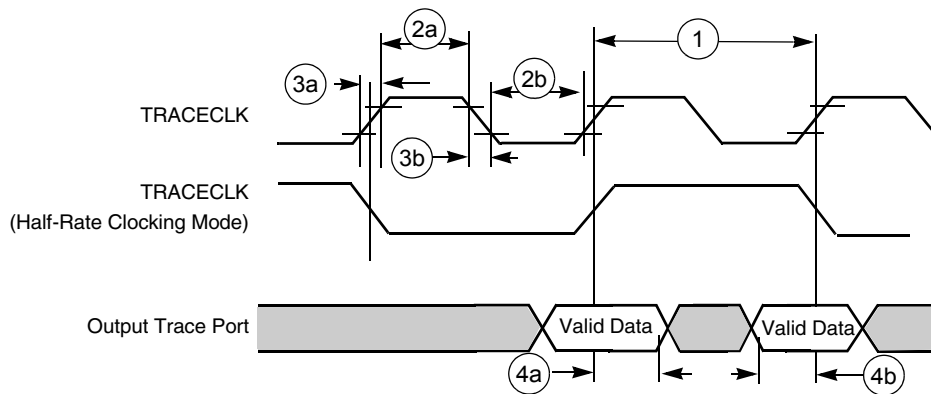 2a
1
3a
2b
TRACECLK
3b
TRACECLK
(Half-Rate Clocking Mode)
Output Trace Port
Valid Data
Valid Data
4a
4b